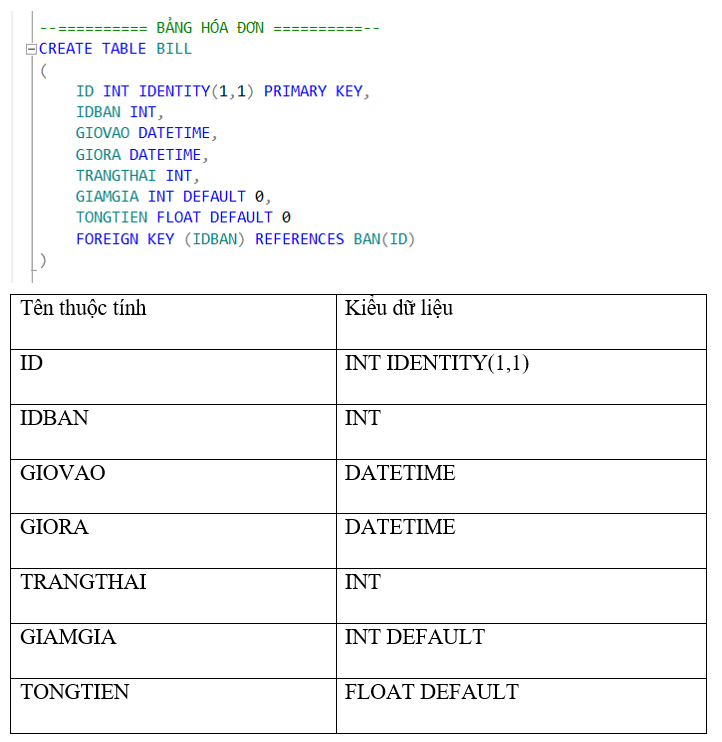 --========== BẢNG HÓA ĐƠN ==========--
CREATE TABLE BILL
(
ID INT IDENTITY(1,1) PRIMARY KEY,
IDBAN INT,
GIOVAO DATETIME,
GIORA DATETIME,
TRANGTHAI INT,
GIAMGIA INT DEFAULT 0,
TONGTIEN FLOAT DEFAULT 0
FOREIGN KEY (IDBAN) REFERENCES BAN(ID)
)
Tên thuộc tính Kiểu dữ liệu
ID INT IDENTITY(1,1)
IDBAN INT
GIOVAO DATETIME
GIORA DATETIME
TRANGTHAI INT
GIAMGIA INT DEFAULT
TONGTIEN FLOAT DEFAULT